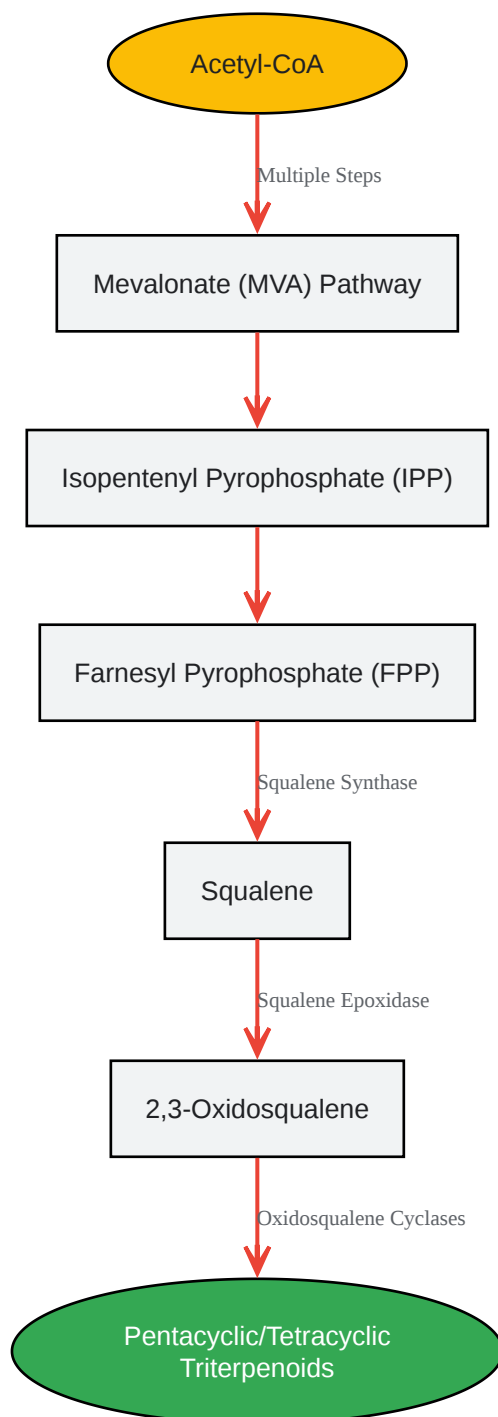 Acetyl-CoA
Multiple Steps
Mevalonate (MVA) Pathway
Isopentenyl Pyrophosphate (IPP)
Farnesyl Pyrophosphate (FPP)
Squalene Synthase
Squalene
Squalene Epoxidase
2,3-Oxidosqualene
Oxidosqualene Cyclases
Pentacyclic/Tetracyclic
Triterpenoids